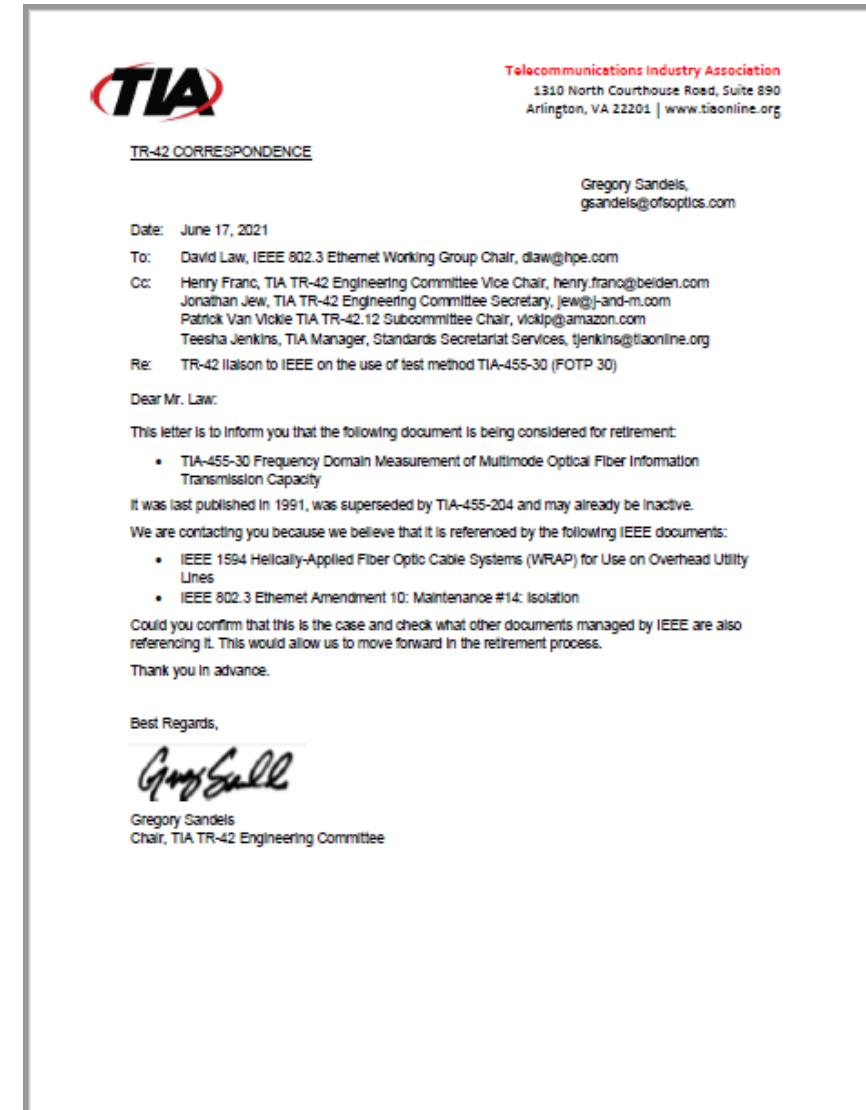 TIA
Telecommunications Industry Association
1310 North Courthouse Road, Suite 890
Arlington, VA 22201 | www.tiaonline.org
TR-42 CORRESPONDENCE
Gregory Sandels,
gsandels@ofsoptics.com
Date: June 17, 2021
To: David Law, IEEE 802.3 Ethernet Working Group Chair, dlaw@hpe.com
Cc: Henry Franc, TIA TR-42 Engineering Committee Vice Chair, henry.franc@belden.com
Jonathan Jew, TIA TR-42 Engineering Committee Secretary, jew@j-and-m.com
Patrick Van Vickle TIA TR-42.12 Subcommittee Chair, vickip@amazon.com
Teesha Jenkins, TIA Manager, Standards Secretariat Services, tjenkins@tiaonline.org
Re: TR-42 liaison to IEEE on the use of test method TIA-455-30 (FOTP 30)
Dear Mr. Law:
This letter is to inform you that the following document is being considered for retirement:
• TIA-455-30 Frequency Domain Measurement of Multimode Optical Fiber Information
Transmission Capacity
It was last published in 1991, was superseded by TIA-455-204 and may already be inactive.
We are contacting you because we believe that it is referenced by the following IEEE documents:
• IEEE 1594 Helically-Applied Fiber Optic Cable Systems (WRAP) for Use on Overhead Utility
Lines
• IEEE 802.3 Ethernet Amendment 10: Maintenance #14: Isolation
Could you confirm that this is the case and check what other documents managed by IEEE are also
referencing it. This would allow us to move forward in the retirement process.
Thank you in advance.
Best Regards,
Gregory Sandels
Chair, TIA TR-42 Engineering Committee